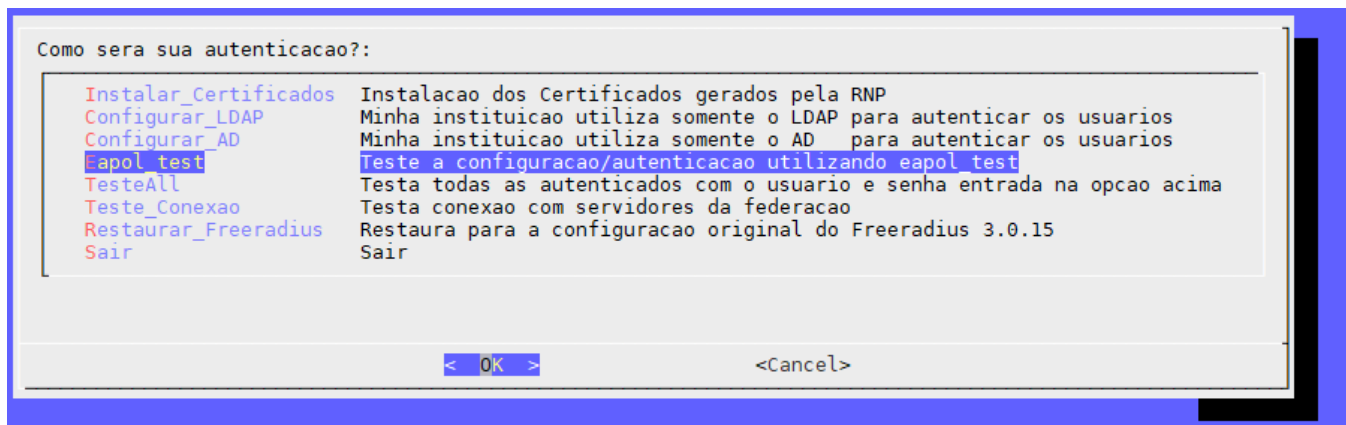 Como sera sua autenticacao?:
Instalar_Certificados Instalacao dos Certificados gerados pela RNP
Configurar_LDAP Minha instituicao utiliza somente o LDAP para autenticar os usuarios
Configurar_AD Minha instituicao utiliza somente o AD para autenticar os usuarios
Eapol_test Teste a configuracao/autenticacao utilizando eapol_test
TesteAll Testa todas as autenticados com o usuario e senha entrada na opcao acima
Teste_Conexao Testa conexao com servidores da federacao
Restaurar_Freeradius Restaura para a configuracao original do Freeradius 3.0.15
Sair Sair
< OK > <Cancel>